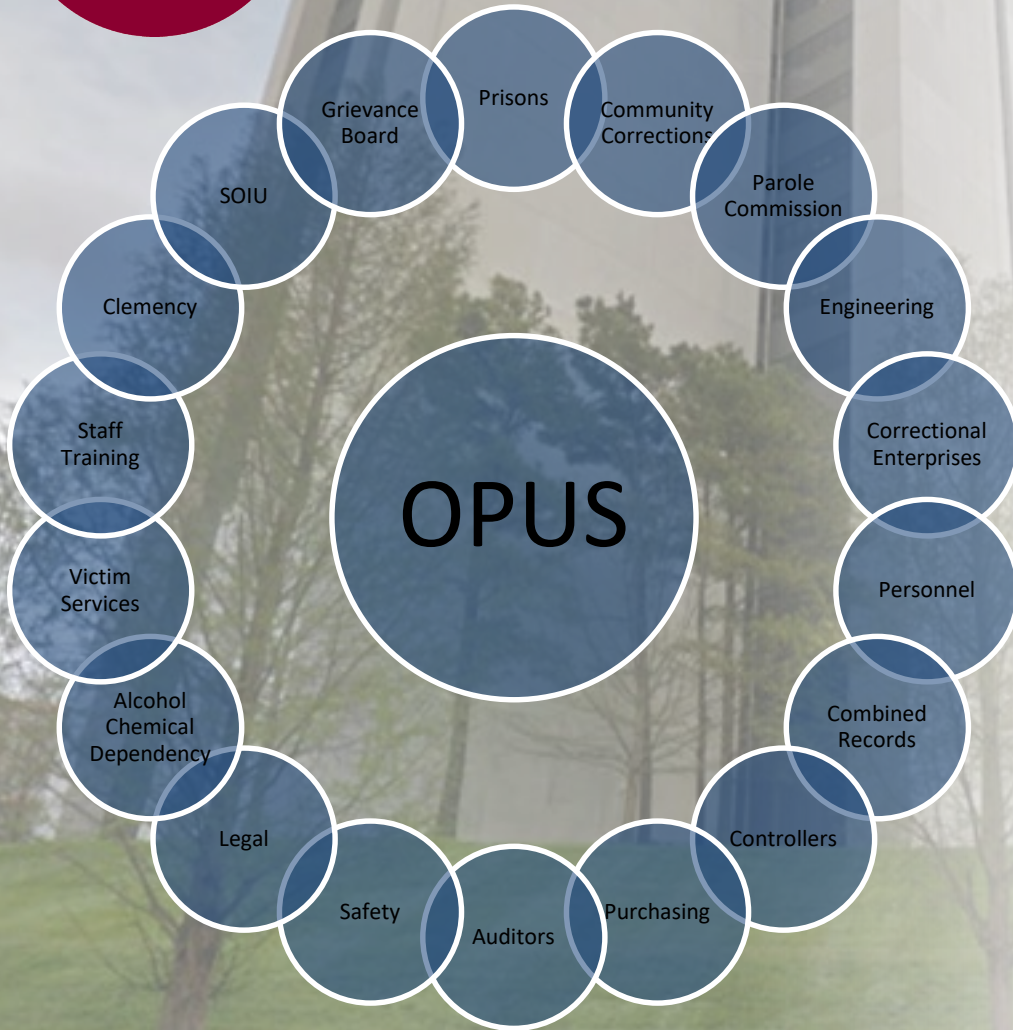 Prisons
Community
Corrections
Parole
Commission
Engineering
Correctional
Enterprises
Personnel
Combined
Records
Controllers
Purchasing
Auditors
Safety
Legal
Alcohol
Chemical
Dependency
Victim
Services
Staff
Training
Clemency
SOIU
Grievance
Board
OPUS